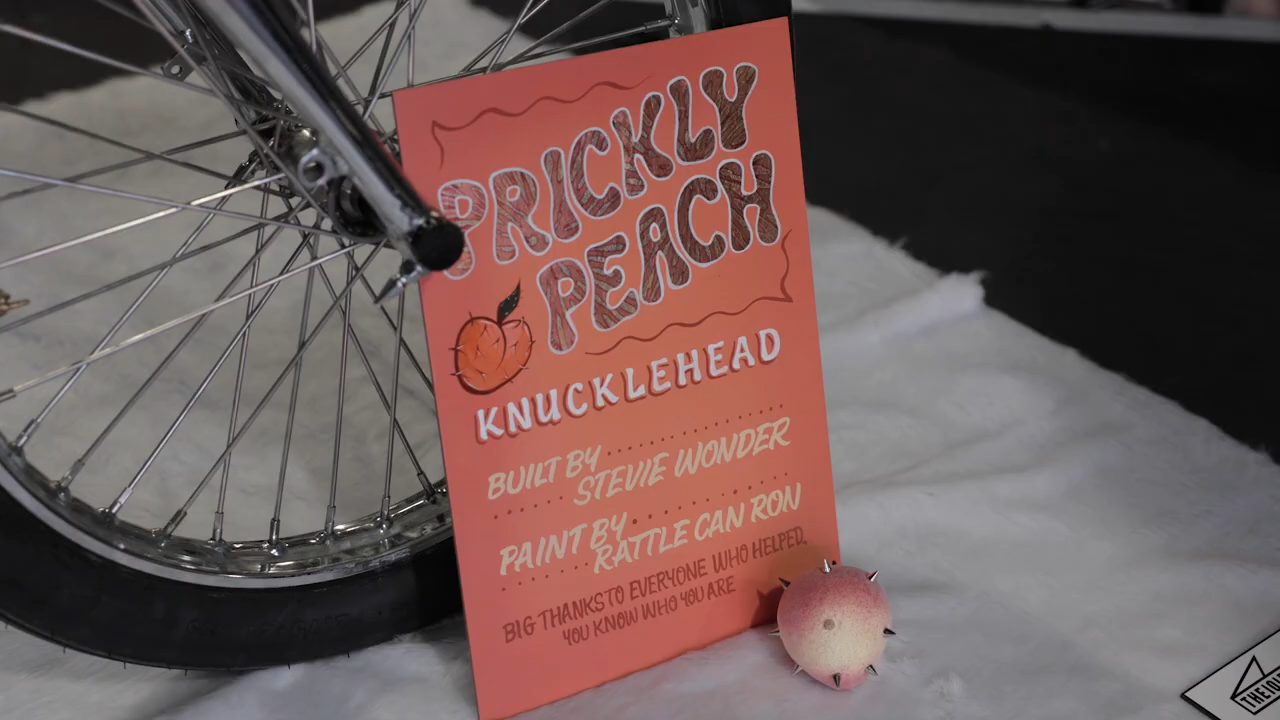 PRICKLY
PEACH
KNUCKLEHEAD
BUILT BY
STEVIE WONDER
PAINT BY
RATTLE CAN RON
BIG THANKS TO EVERYONE WHO HELPED,
YOU KNOW WHO YOU ARE